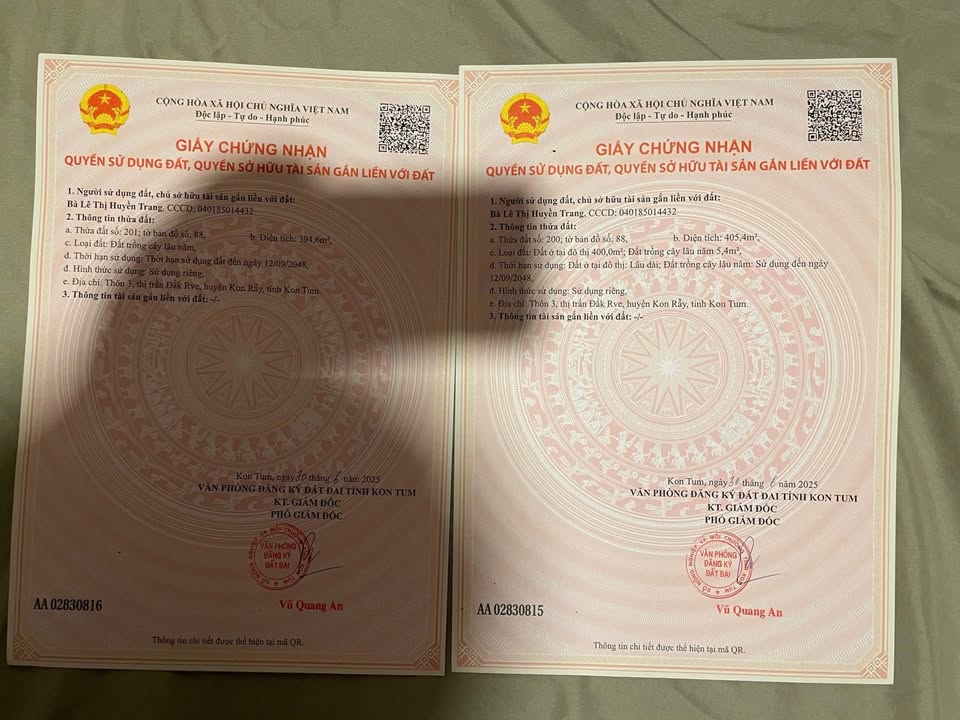 CỘNG HÒA XÃ HỘI CHỦ NGHĨA VIỆT NAM
Độc lập - Tự do - Hạnh phúc
GIẤY CHỨNG NHẬN
QUYỀN SỬ DỤNG ĐẤT, QUYỀN SỞ HỮU TÀI SẢN GẮN LIỀN VỚI ĐẤT
1. Người sử dụng đất, chủ sở hữu tài sản gắn liền với đất:
Bà Lê Thị Huyền Trang, CCCD: 040185014432
2. Thông tin thửa đất:
a. Thửa đất số: 201; tờ bản đồ số: 88, b. Diện tích: 394,6m²,
c. Loại đất: Đất trồng cây lâu năm,
d. Thời hạn sử dụng: Thời hạn sử dụng đất đến ngày 12/09/2048,
đ. Hình thức sử dụng: Sử dụng riêng,
e. Địa chỉ: Thôn 3, thị trấn Đắk Rve, huyện Kon Rẫy, tỉnh Kon Tum.
3. Thông tin tài sản gắn liền với đất: -/-
Kon Tum, ngày 30 tháng 6 năm 2025
VĂN PHÒNG ĐĂNG KÝ ĐẤT ĐAI TỈNH KON TUM
KT. GIÁM ĐỐC
PHÓ GIÁM ĐỐC
SỞ NÔNG NGHIỆP VÀ MÔI TRƯỜNG TỈNH KON TUM
VĂN PHÒNG
ĐĂNG KÝ
ĐẤT ĐAI
Vũ Quang An
AA 02830816
Thông tin chi tiết được thể hiện tại mã QR.
CỘNG HÒA XÃ HỘI CHỦ NGHĨA VIỆT NAM
Độc lập - Tự do - Hạnh phúc
GIẤY CHỨNG NHẬN
QUYỀN SỬ DỤNG ĐẤT, QUYỀN SỞ HỮU TÀI SẢN GẮN LIỀN VỚI ĐẤT
1. Người sử dụng đất, chủ sở hữu tài sản gắn liền với đất:
Bà Lê Thị Huyền Trang, CCCD: 040185014432
2. Thông tin thửa đất:
a. Thửa đất số: 200; tờ bản đồ số: 88, b. Diện tích: 405,4m²,
c. Loại đất: Đất ở tại đô thị 400,0m²; Đất trồng cây lâu năm 5,4m²,
d. Thời hạn sử dụng: Đất ở tại đô thị: Lâu dài; Đất trồng cây lâu năm: Sử dụng đến ngày
12/09/2048,
đ. Hình thức sử dụng: Sử dụng riêng,
e. Địa chỉ: Thôn 3, thị trấn Đắk Rve, huyện Kon Rẫy, tỉnh Kon Tum.
3. Thông tin tài sản gắn liền với đất: -/-
Kon Tum, ngày 30 tháng 6 năm 2025
VĂN PHÒNG ĐĂNG KÝ ĐẤT ĐAI TỈNH KON TUM
KT. GIÁM ĐỐC
PHÓ GIÁM ĐỐC
SỞ NÔNG NGHIỆP VÀ MÔI TRƯỜNG TỈNH KON TUM
VĂN PHÒNG
ĐĂNG KÝ
ĐẤT ĐAI
Vũ Quang An
AA 02830815
Thông tin chi tiết được thể hiện tại mã QR.